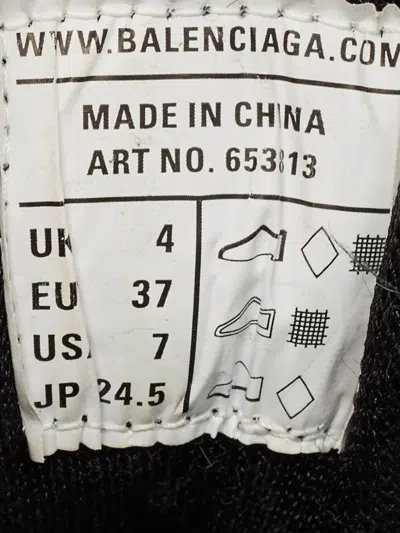 WWW.BALENCIAGA.COM
MADE IN CHINA
ART NO. 653813
UK 4
EU 37
USA 7
JP 24.5